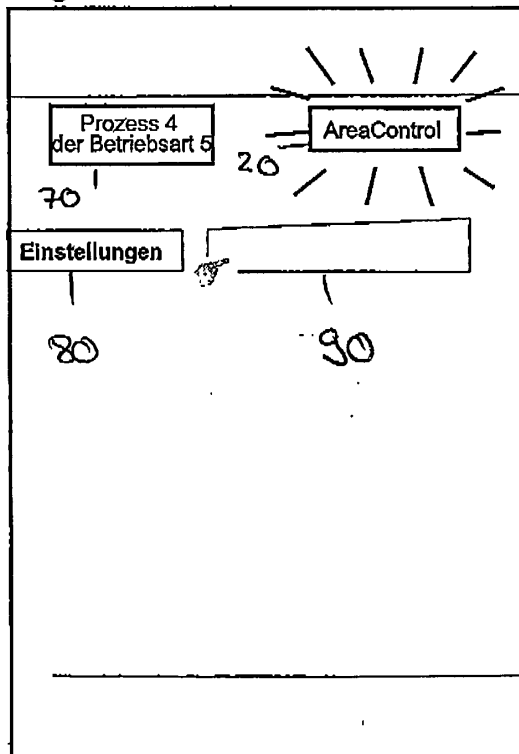 Prozess 4
der Betriebsart 5
AreaControl
20
70
Einstellungen
80
90